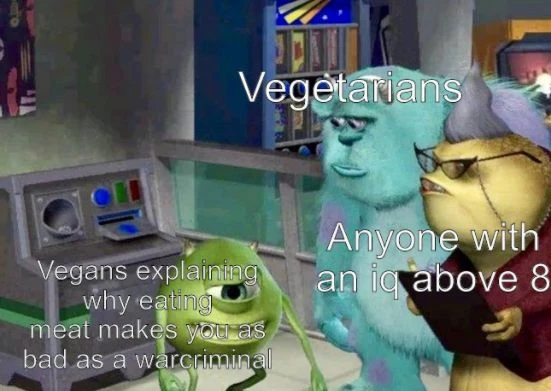 Vegetarians
Anyone with
an iq above 8
Vegans explaining
why eating
meat makes you as
bad as a warcriminal